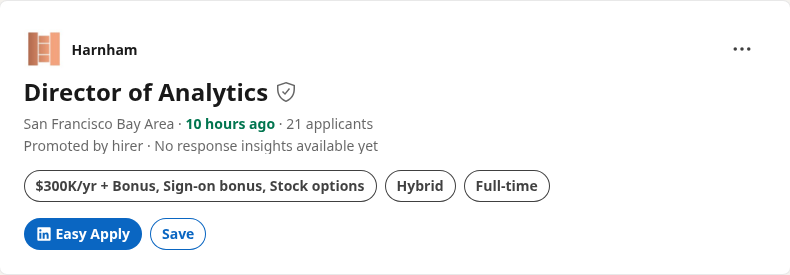 Harnham
Director of Analytics
San Francisco Bay Area · 10 hours ago · 21 applicants
Promoted by hirer · No response insights available yet
$300K/yr + Bonus, Sign-on bonus, Stock options
Hybrid
Full-time
in Easy Apply
Save